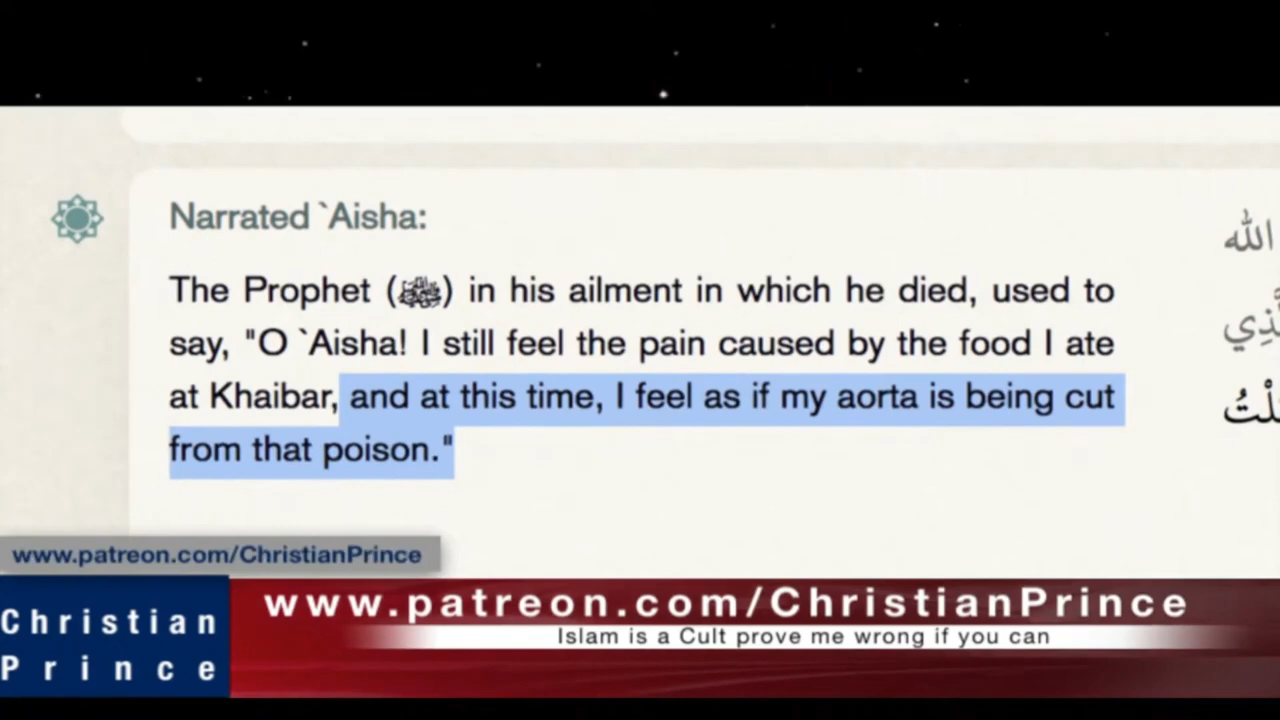 Narrated `Aisha:
The Prophet (ﷺ) in his ailment in which he died, used to
say, "O `Aisha! I still feel the pain caused by the food I ate
at Khaibar, and at this time, I feel as if my aorta is being cut
from that poison."
الله
www.patreon.com/ChristianPrince
Christian
Prince
www.patreon.com/ChristianPrince
Islam is a Cult prove me wrong if you can